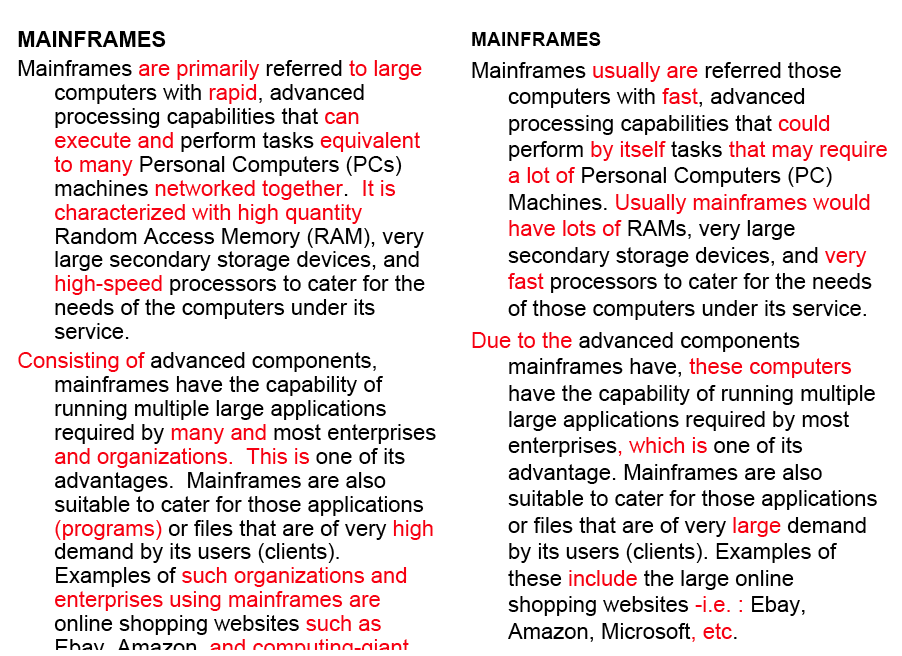 MAINFRAMES
Mainframes are primarily referred to large
computers with rapid, advanced
processing capabilities that can
execute and perform tasks equivalent
to many Personal Computers (PCs)
machines networked together.  It is
characterized with high quantity
Random Access Memory (RAM), very
large secondary storage devices, and
high-speed processors to cater for the
needs of the computers under its
service.
Consisting of advanced components,
mainframes have the capability of
running multiple large applications
required by many and most enterprises
and organizations.  This is one of its
advantages.  Mainframes are also
suitable to cater for those applications
(programs) or files that are of very high
demand by its users (clients).
Examples of such organizations and
enterprises using mainframes are
online shopping websites such as
Ebay, Amazon, and computing-giant
MAINFRAMES
Mainframes usually are referred those
computers with fast, advanced
processing capabilities that could
perform by itself tasks that may require
a lot of Personal Computers (PC)
Machines. Usually mainframes would
have lots of RAMs, very large
secondary storage devices, and very
fast processors to cater for the needs
of those computers under its service.
Due to the advanced components
mainframes have, these computers
have the capability of running multiple
large applications required by most
enterprises, which is one of its
advantage. Mainframes are also
suitable to cater for those applications
or files that are of very large demand
by its users (clients). Examples of
these include the large online
shopping websites -i.e. : Ebay,
Amazon, Microsoft, etc.